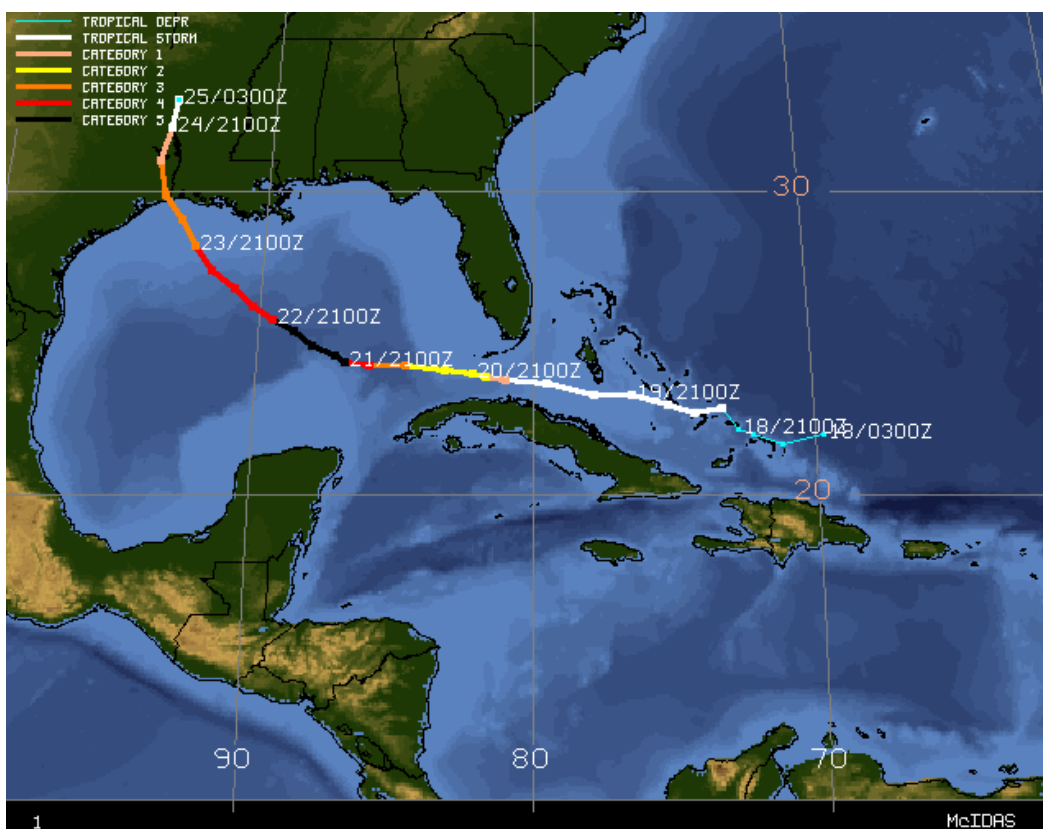 TROPICAL DEPR
TROPICAL STORM
CATEGORY 1
CATEGORY 2
CATEGORY 3
CATEGORY 4
CATEGORY 5
25/0300Z
24/2100Z
30
23/2100Z
22/2100Z
21/2100Z
20/2100Z
19/2100Z
18/2100Z
18/0300Z
20
90
80
70
1
McIDAS